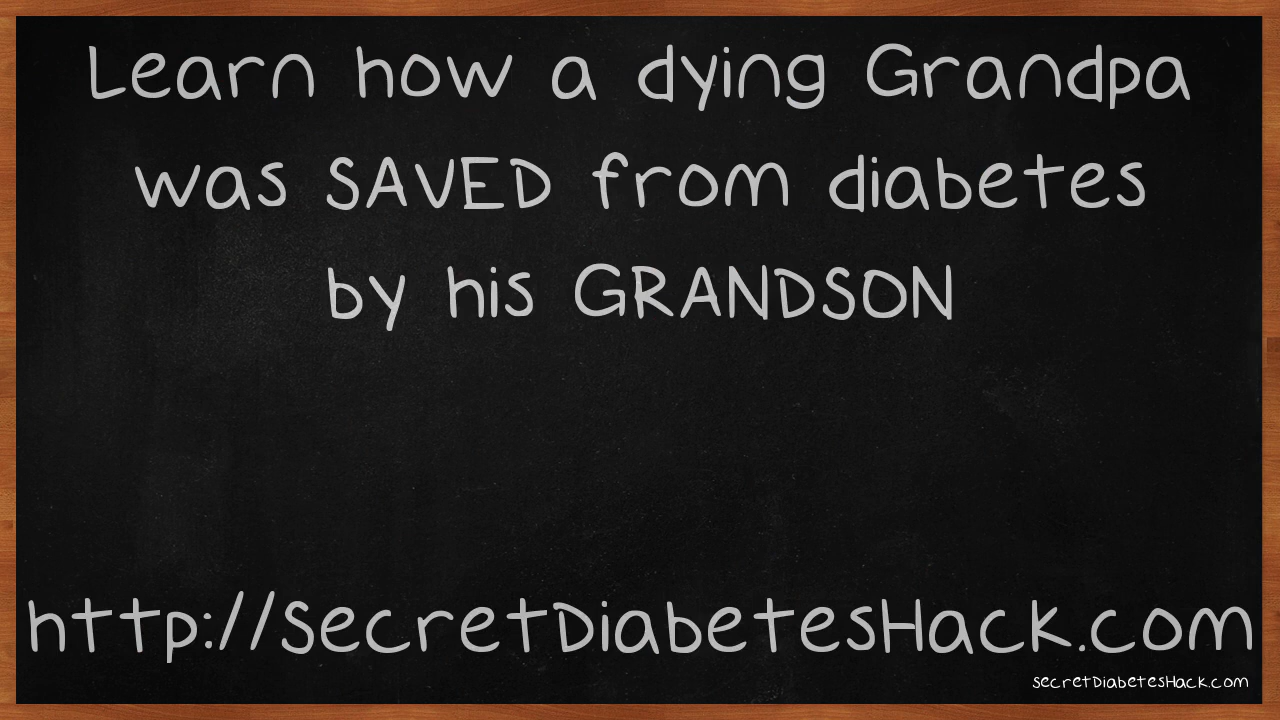 Learn how a dying Grandpa
was SAVED from diabetes
by his GRANDSON
http://SecretDiabetesHack.com
SecretDiabetesHack.com